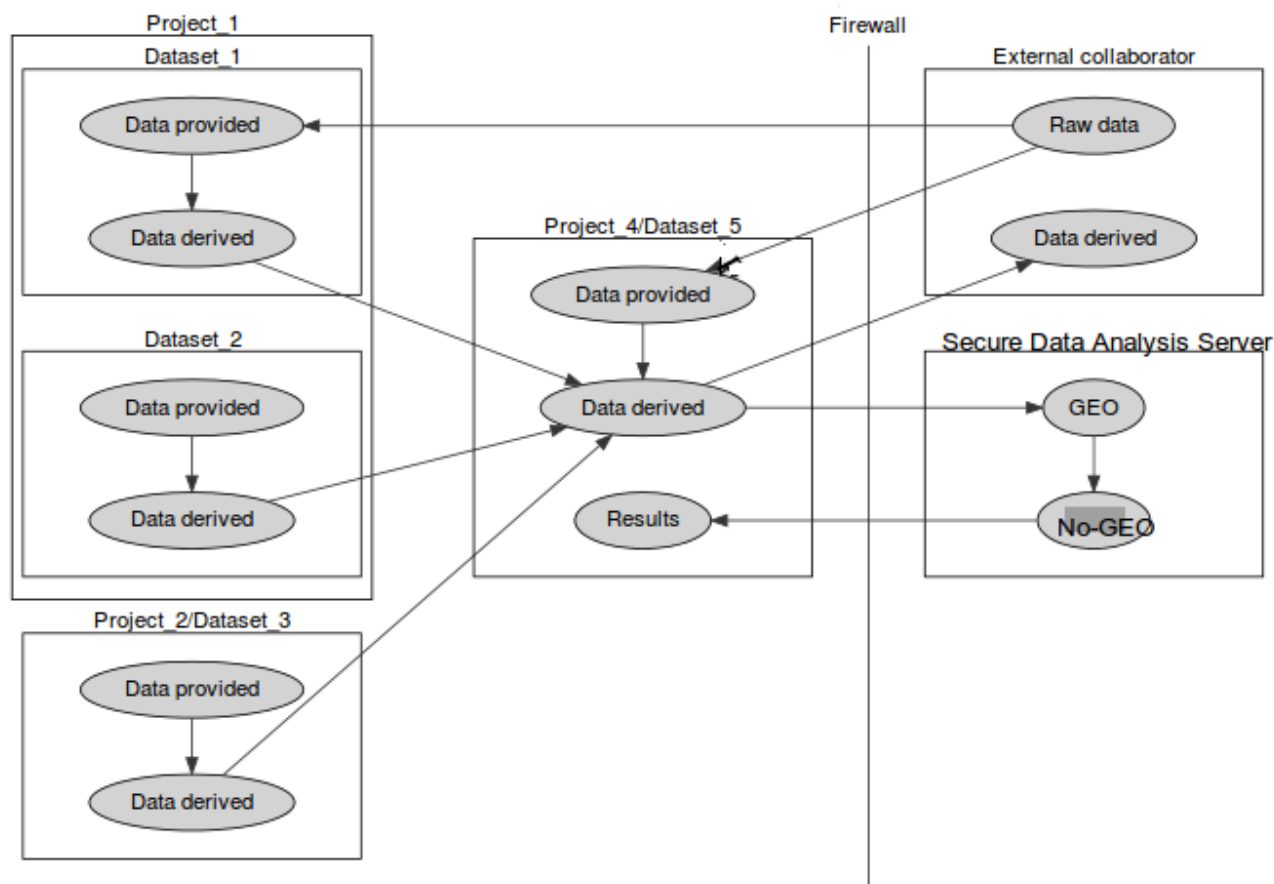 Project_1
Dataset_1
Data provided
Data derived
Dataset_2
Data provided
Data derived
Project_2/Dataset_3
Data provided
Data derived
Project_4/Dataset_5
Data provided
Data derived
Results
Firewall
External collaborator
Raw data
Data derived
Secure Data Analysis Server
GEO
No-GEO